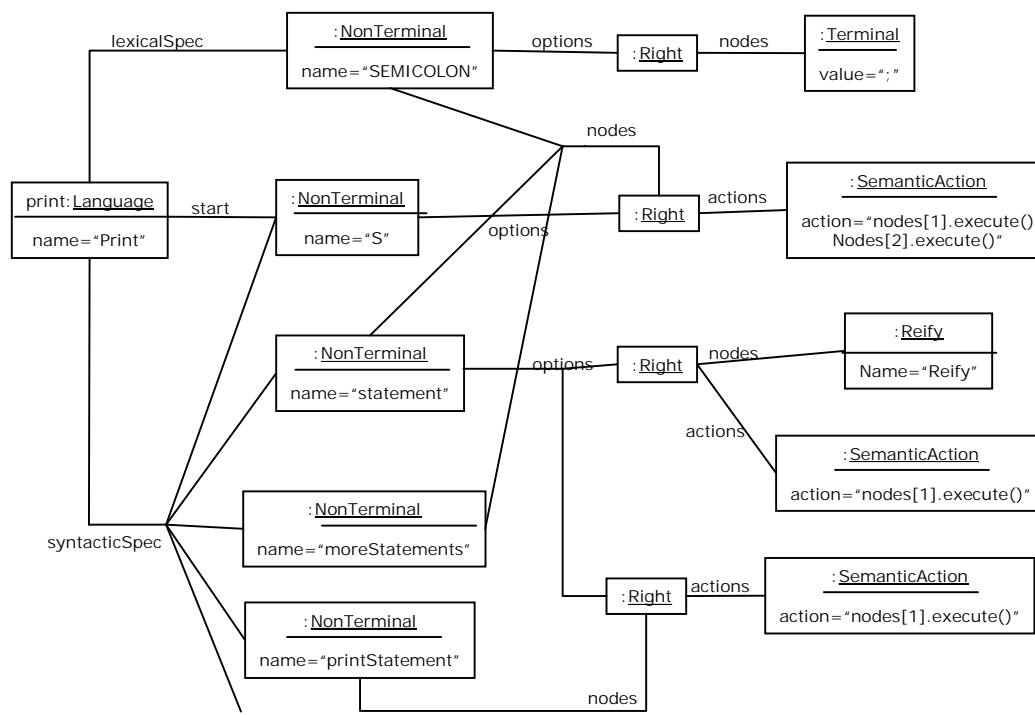 lexicalSpec
:NonTerminal
name="SEMICOLON"
options
:Right
nodes
:Terminal
value=";"
nodes
print:Language
name="Print"
start
:NonTerminal
name="S"
options
:Right
actions
:SemanticAction
action="nodes[1].execute()
Nodes[2].execute()"
:NonTerminal
name="statement"
options
:Right
nodes
:Reify
Name="Reify"
actions
:SemanticAction
action="nodes[1].execute()"
syntacticSpec
:NonTerminal
name="moreStatements"
:Right
actions
:SemanticAction
action="nodes[1].execute()"
:NonTerminal
name="printStatement"
nodes